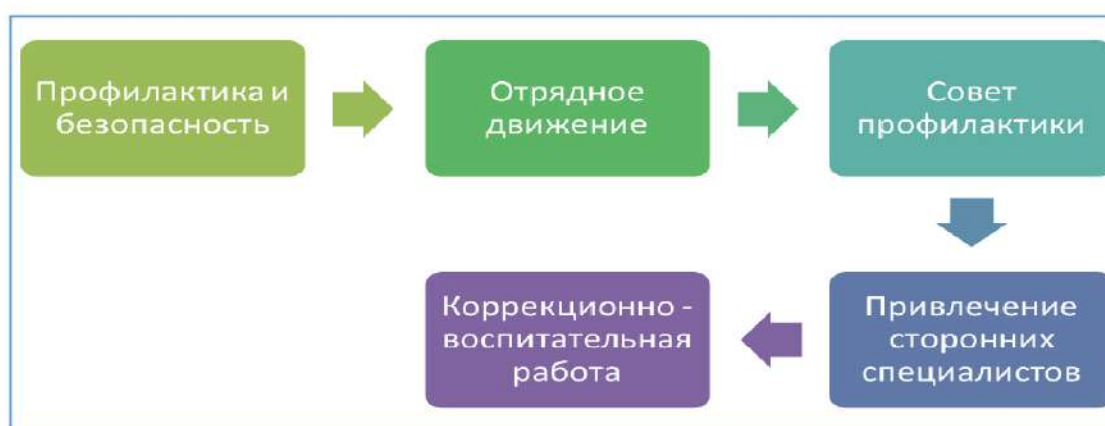 Профилактика и
безопасность
Отрядное
движение
Совет
профилактики
Привлечение
сторонних
специалистов
Коррекционно -
воспитательная
работа